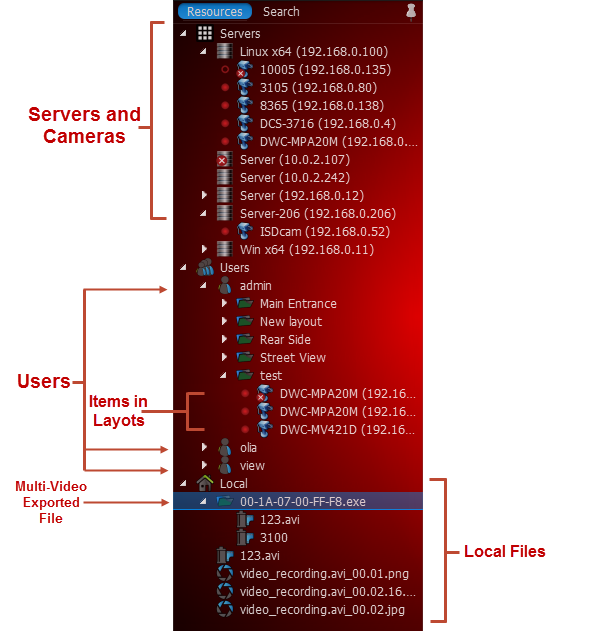 Resources Search
Servers
Linux x64 (192.168.0.100)
10005 (192.168.0.135)
3105 (192.168.0.80)
8365 (192.168.0.138)
DCS-3716 (192.168.0.4)
DWC-MPA20M (192.168.0....
Server (10.0.2.107)
Server (10.0.2.242)
Server (192.168.0.12)
Server-206 (192.168.0.206)
ISDcam (192.168.0.52)
Win x64 (192.168.0.11)
Servers and
Cameras
Users
admin
Main Entrance
New layout
Rear Side
Street View
test
DWC-MPA20M (192.16...
DWC-MPA20M (192.16...
DWC-MV421D (192.16...
olia
view
Users
Items in
Layots
Local
00-1A-07-00-FF-F8.exe
123.avi
3100
123.avi
video_recording.avi_00.01.png
video_recording.avi_00.02.16....
video_recording.avi_00.02.jpg
Multi-Video
Exported
File
Local Files